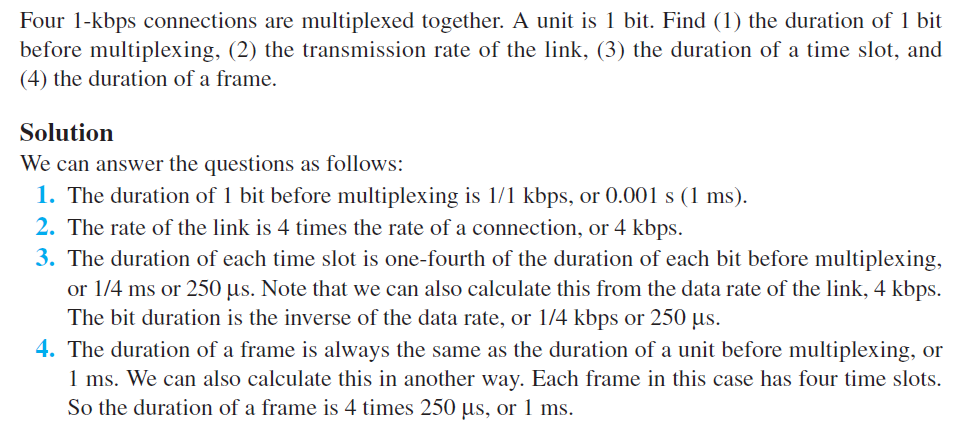 Four 1-kbps connections are multiplexed together. A unit is 1 bit. Find (1) the duration of 1 bit
before multiplexing, (2) the transmission rate of the link, (3) the duration of a time slot, and
(4) the duration of a frame.
Solution
We can answer the questions as follows:
1. The duration of 1 bit before multiplexing is 1/1 kbps, or 0.001 s (1 ms).
2. The rate of the link is 4 times the rate of a connection, or 4 kbps.
3. The duration of each time slot is one-fourth of the duration of each bit before multiplexing,
or 1/4 ms or 250 μs. Note that we can also calculate this from the data rate of the link, 4 kbps.
The bit duration is the inverse of the data rate, or 1/4 kbps or 250 μs.
4. The duration of a frame is always the same as the duration of a unit before multiplexing, or
1 ms. We can also calculate this in another way. Each frame in this case has four time slots.
So the duration of a frame is 4 times 250 μs, or 1 ms.